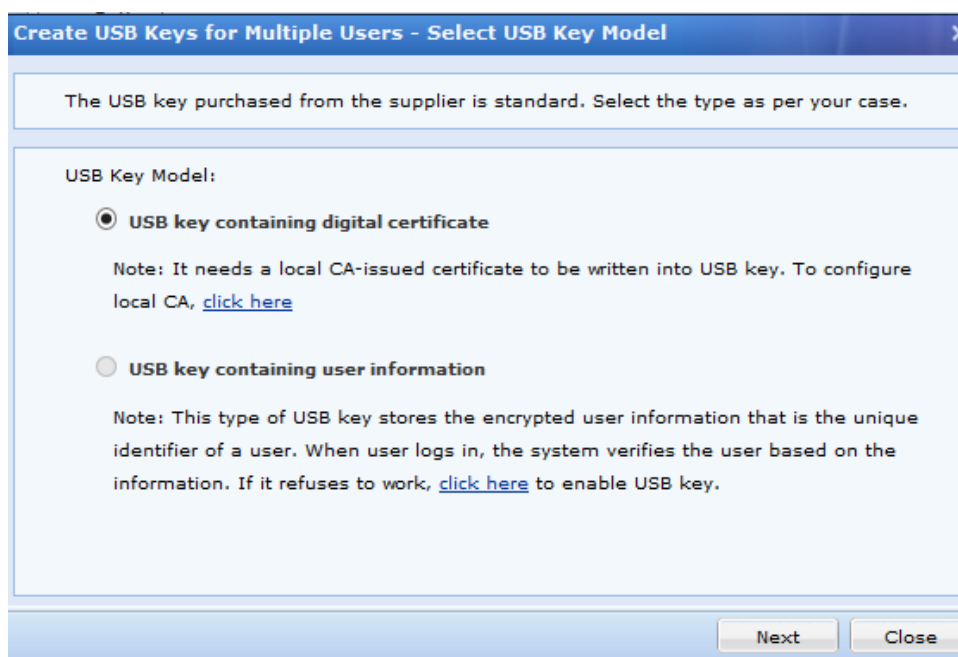 Create USB Keys for Multiple Users - Select USB Key Model
The USB key purchased from the supplier is standard. Select the type as per your case.
USB Key Model:
USB key containing digital certificate
Note: It needs a local CA-issued certificate to be written into USB key. To configure
local CA, click here
USB key containing user information
Note: This type of USB key stores the encrypted user information that is the unique
identifier of a user. When user logs in, the system verifies the user based on the
information. If it refuses to work, click here to enable USB key.
Next Close